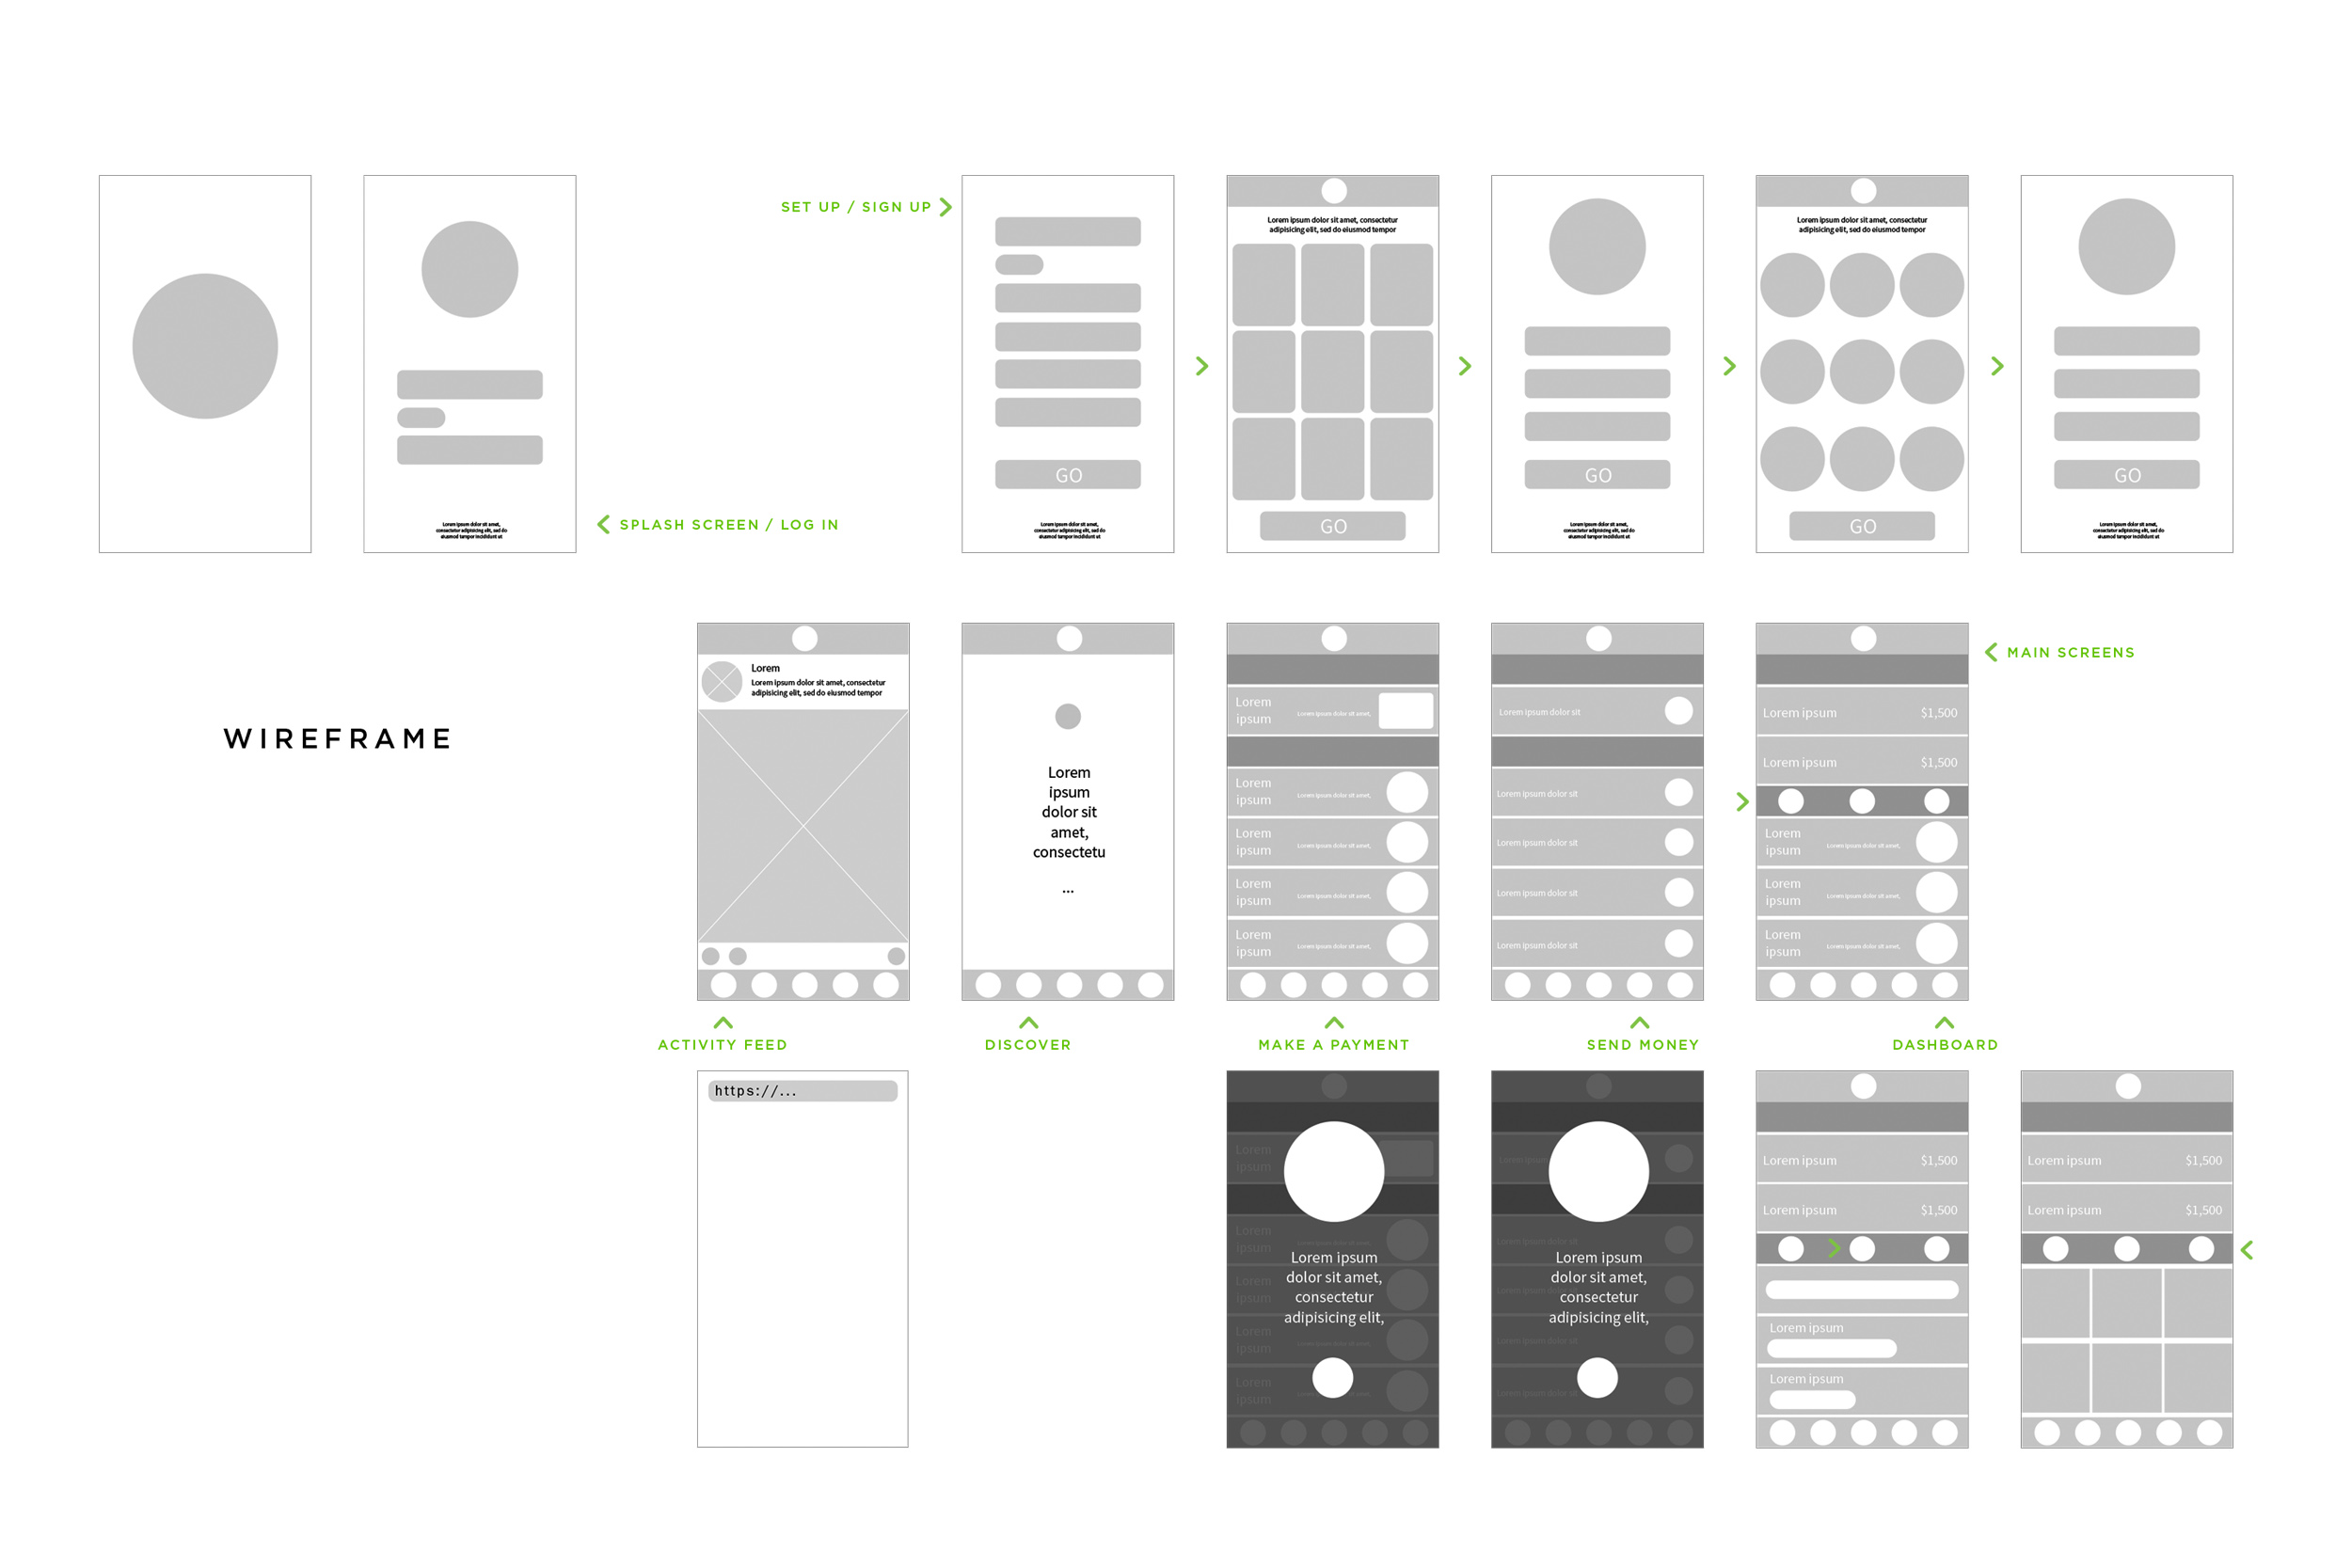 SET UP / SIGN UP
GO
Lorem ipsum dolor sit amet,
consectetur adipisicing elit, sed do
eiusmod tempor incididunt ut
Lorem ipsum dolor sit amet, consectetur
adipisicing elit, sed do eiusmod tempor
GO
GO
Lorem ipsum dolor sit amet,
consectetur adipisicing elit, sed do
eiusmod tempor incididunt ut
Lorem ipsum dolor sit amet, consectetur
adipisicing elit, sed do eiusmod tempor
GO
GO
Lorem ipsum dolor sit amet,
consectetur adipisicing elit, sed do
eiusmod tempor incididunt ut
Lorem ipsum dolor sit amet,
consectetur adipisicing elit, sed do
eiusmod tempor incididunt ut
SPLASH SCREEN / LOG IN
WIREFRAME
Lorem
Lorem ipsum dolor sit amet, consectetur
adipisicing elit, sed do eiusmod tempor
Lorem
ipsum
dolor sit
amet,
consectetu
...
Lorem
ipsum
Lorem ipsum dolor sit amet,
Lorem
ipsum
Lorem ipsum dolor sit amet,
Lorem
ipsum
Lorem ipsum dolor sit amet,
Lorem
ipsum
Lorem ipsum dolor sit amet,
Lorem
ipsum
Lorem ipsum dolor sit amet,
Lorem ipsum dolor sit
Lorem ipsum dolor sit
Lorem ipsum dolor sit
Lorem ipsum dolor sit
Lorem ipsum dolor sit
Lorem ipsum $1,500
Lorem ipsum $1,500
Lorem
ipsum
Lorem ipsum dolor sit amet,
Lorem
ipsum
Lorem ipsum dolor sit amet,
Lorem
ipsum
Lorem ipsum dolor sit amet,
MAIN SCREENS
ACTIVITY FEED
DISCOVER
MAKE A PAYMENT
SEND MONEY
DASHBOARD
https://...
Lorem ipsum
dolor sit amet,
consectetur
adipisicing elit,
Lorem ipsum
dolor sit amet,
consectetur
adipisicing elit,
Lorem ipsum $1,500
Lorem ipsum $1,500
Lorem ipsum
Lorem ipsum
Lorem ipsum $1,500
Lorem ipsum $1,500